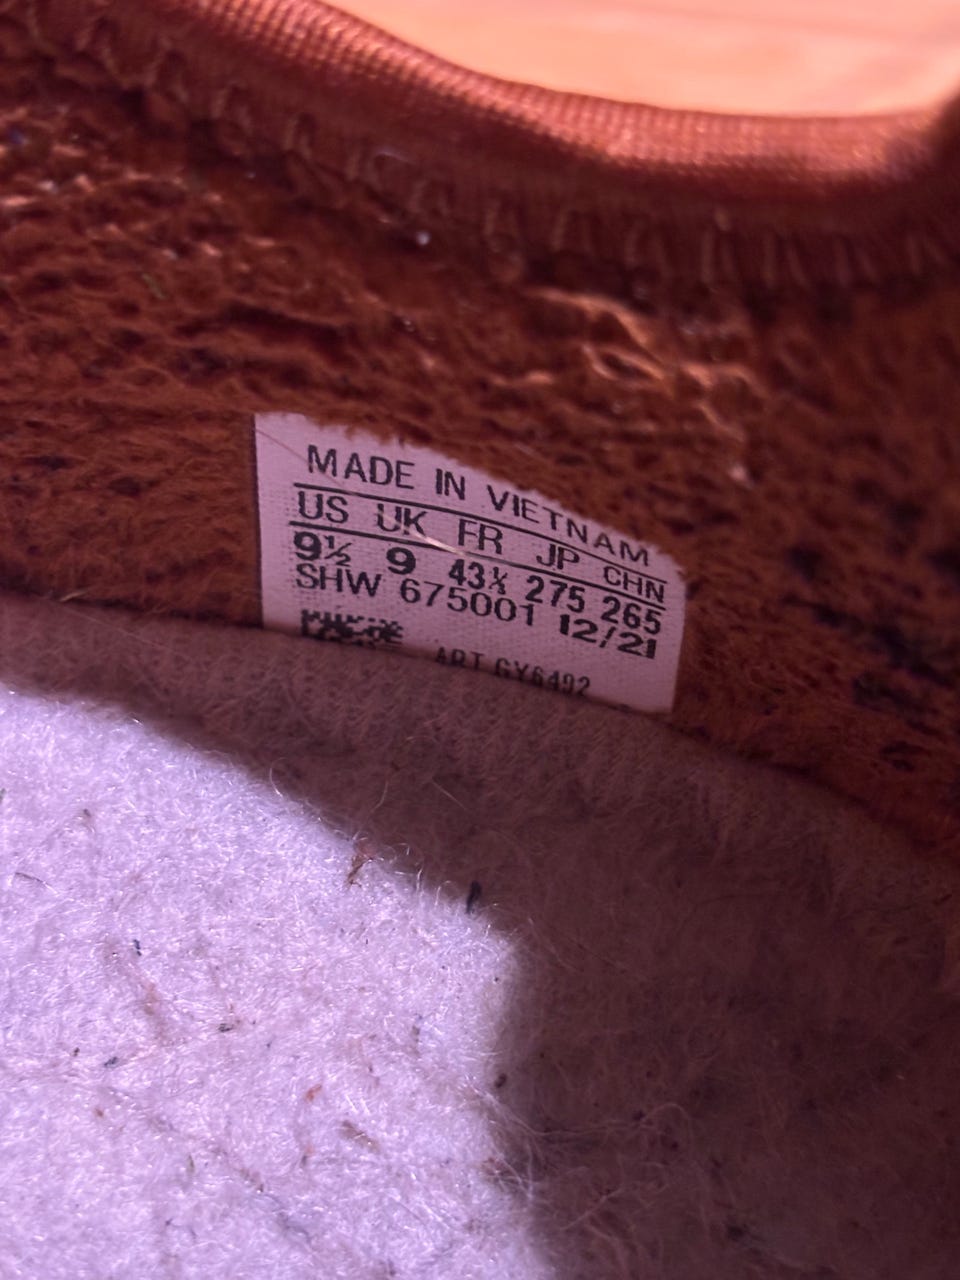 MADE IN VIETNAM
US UK FR JP CHN
9½ 9 43⅓ 275 265
SHW 675001 12/21
ART GY6492